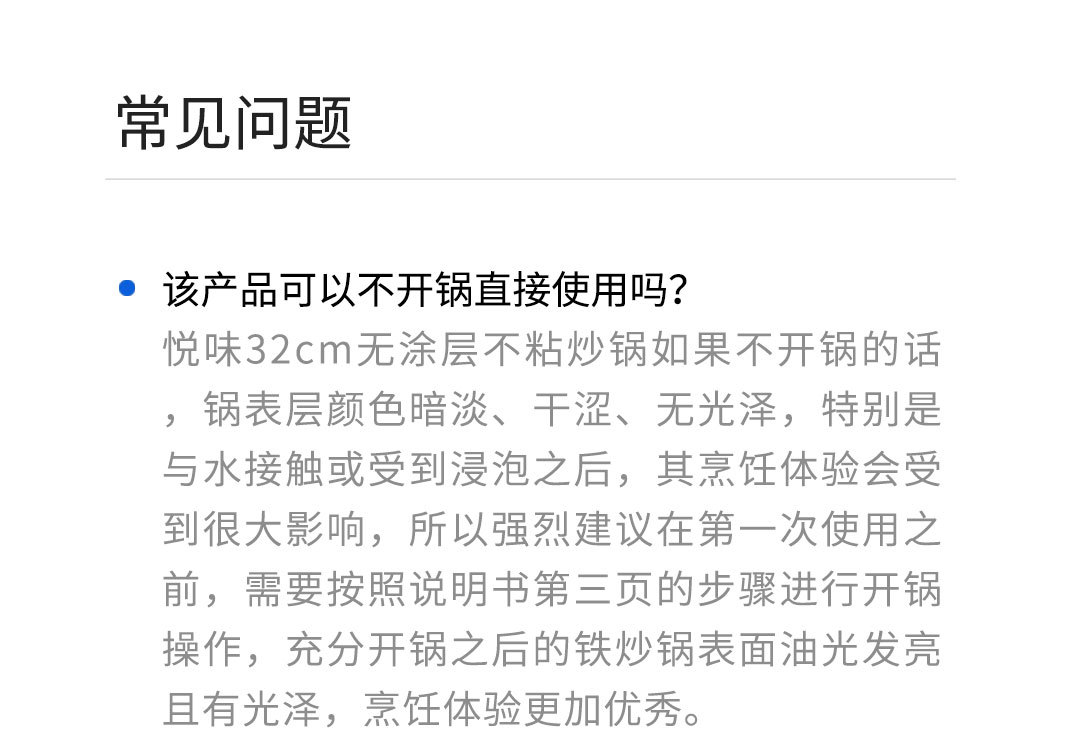 常见问题
该产品可以不开锅直接使用吗？
悦味32cm无涂层不粘炒锅如果不开锅的话
，锅表层颜色暗淡、干涩、无光泽，特别是
与水接触或受到浸泡之后，其烹饪体验会受
到很大影响，所以强烈建议在第一次使用之
前，需要按照说明书第三页的步骤进行开锅
操作，充分开锅之后的铁炒锅表面油光发亮
且有光泽，烹饪体验更加优秀。